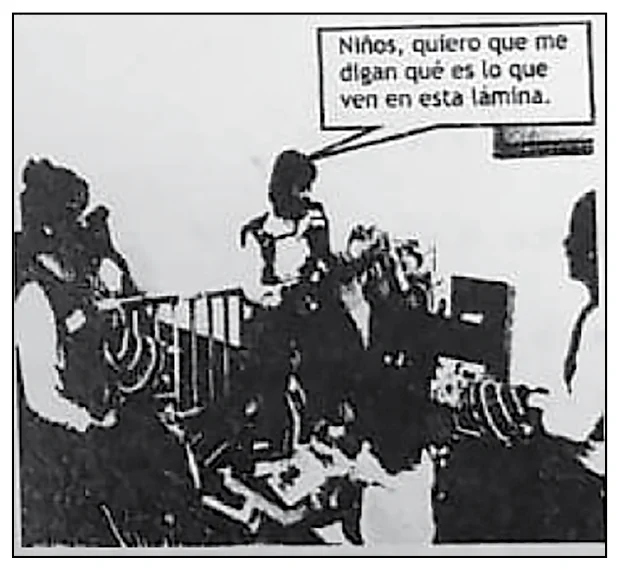 Niños, quiero que me
digan qué es lo que
ven en esta lámina.